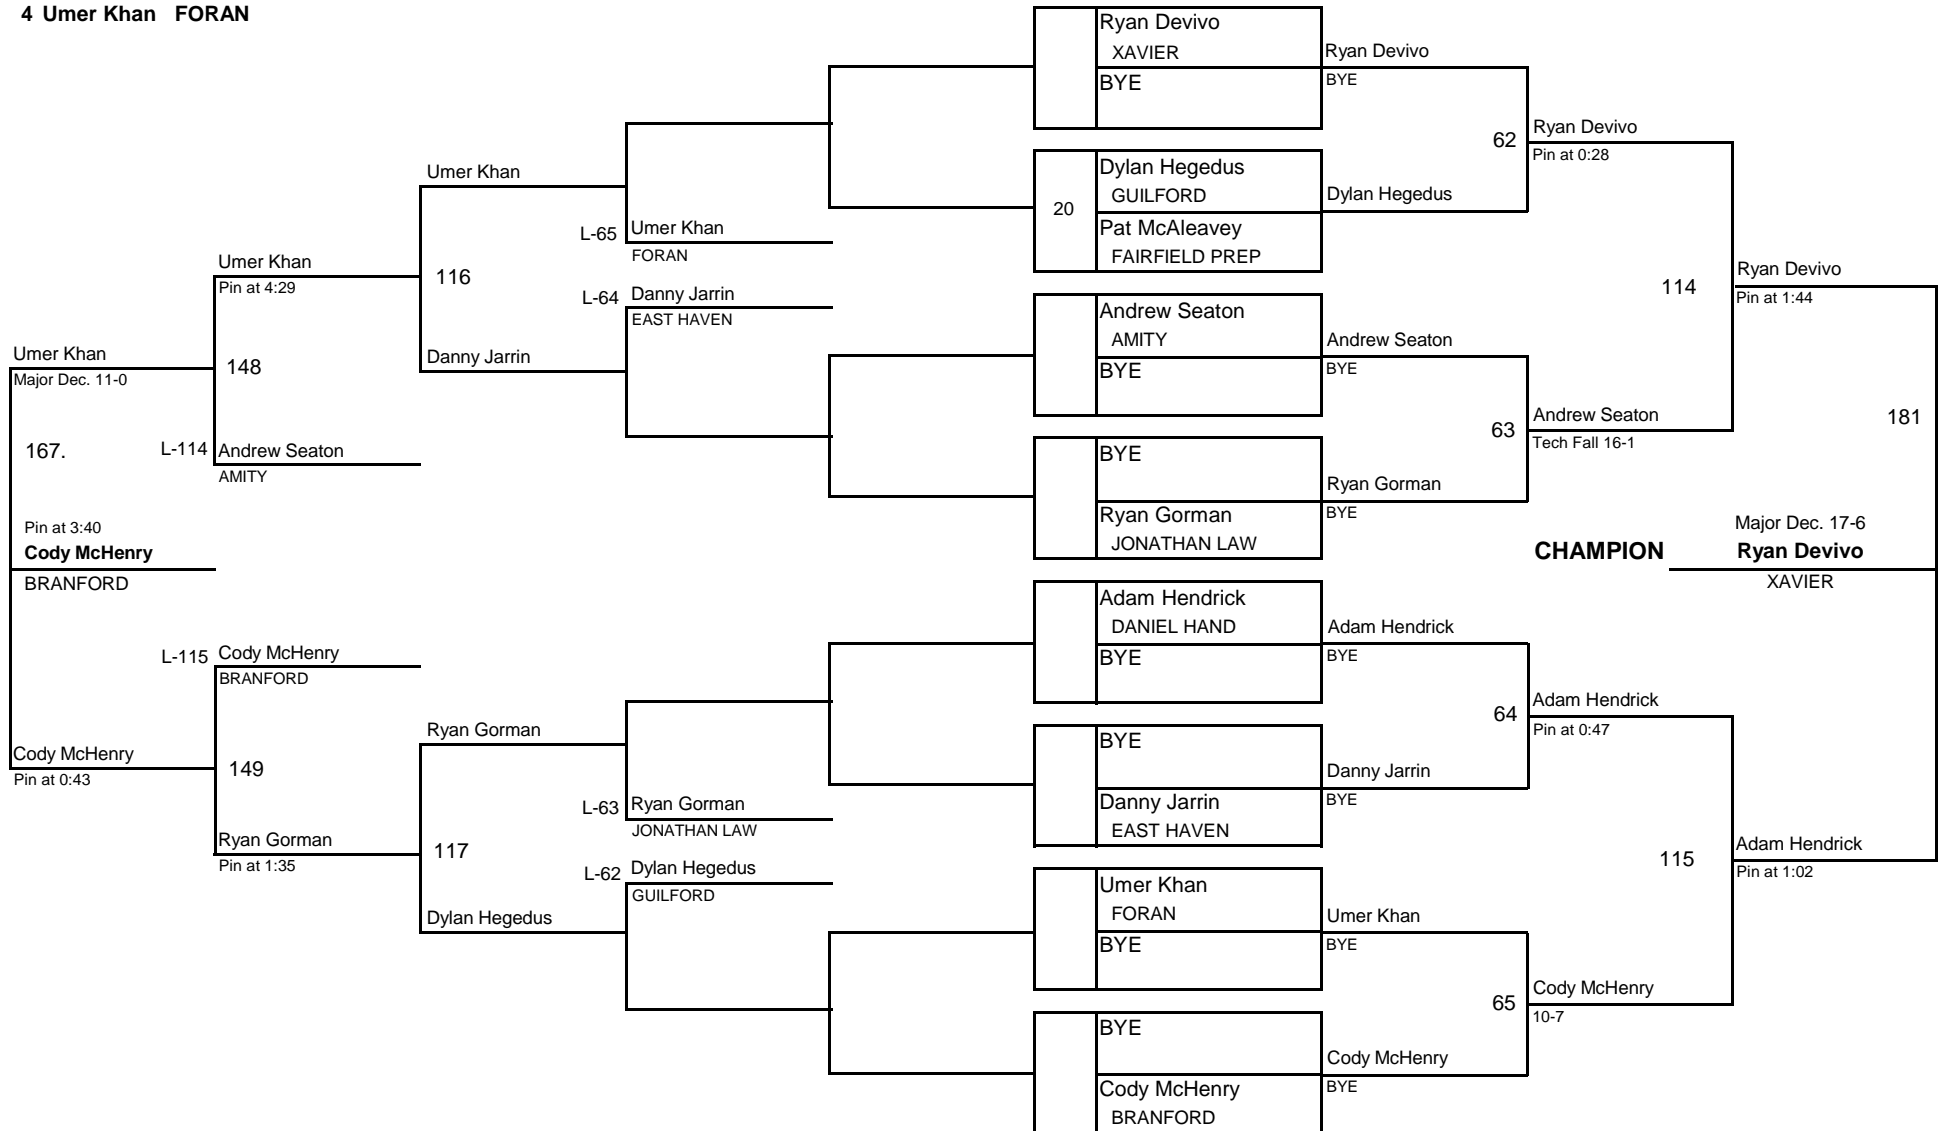 4 Umer Khan FORAN
Ryan Devivo
XAVIER
BYE
Dylan Hegedus
GUILFORD
20
Pat McAleavey
FAIRFIELD PREP
Andrew Seaton
AMITY
BYE
BYE
Ryan Gorman
JONATHAN LAW
Adam Hendrick
DANIEL HAND
BYE
BYE
Danny Jarrin
EAST HAVEN
Umer Khan
FORAN
BYE
BYE
Cody McHenry
BRANFORD
Ryan Devivo
BYE
62
Dylan Hegedus
Andrew Seaton
BYE
63
Ryan Gorman
BYE
Adam Hendrick
BYE
64
Danny Jarrin
BYE
Umer Khan
BYE
65
Cody McHenry
BYE
Ryan Devivo
Pin at 0:28
114
Andrew Seaton
Tech Fall 16-1
Adam Hendrick
Pin at 0:47
115
Cody McHenry
10-7
Ryan Devivo
Pin at 1:44
181
Major Dec. 17-6
CHAMPION Ryan Devivo
XAVIER
Adam Hendrick
Pin at 1:02
L-65 Umer Khan
FORAN
L-64 Danny Jarrin
EAST HAVEN
L-63 Ryan Gorman
JONATHAN LAW
L-62 Dylan Hegedus
GUILFORD
Umer Khan
116
Danny Jarrin
Ryan Gorman
117
Dylan Hegedus
Umer Khan
Pin at 4:29
148
L-114 Andrew Seaton
AMITY
L-115 Cody McHenry
BRANFORD
149
Ryan Gorman
Pin at 1:35
Umer Khan
Major Dec. 11-0
167.
Pin at 3:40
Cody McHenry
BRANFORD
Cody McHenry
Pin at 0:43